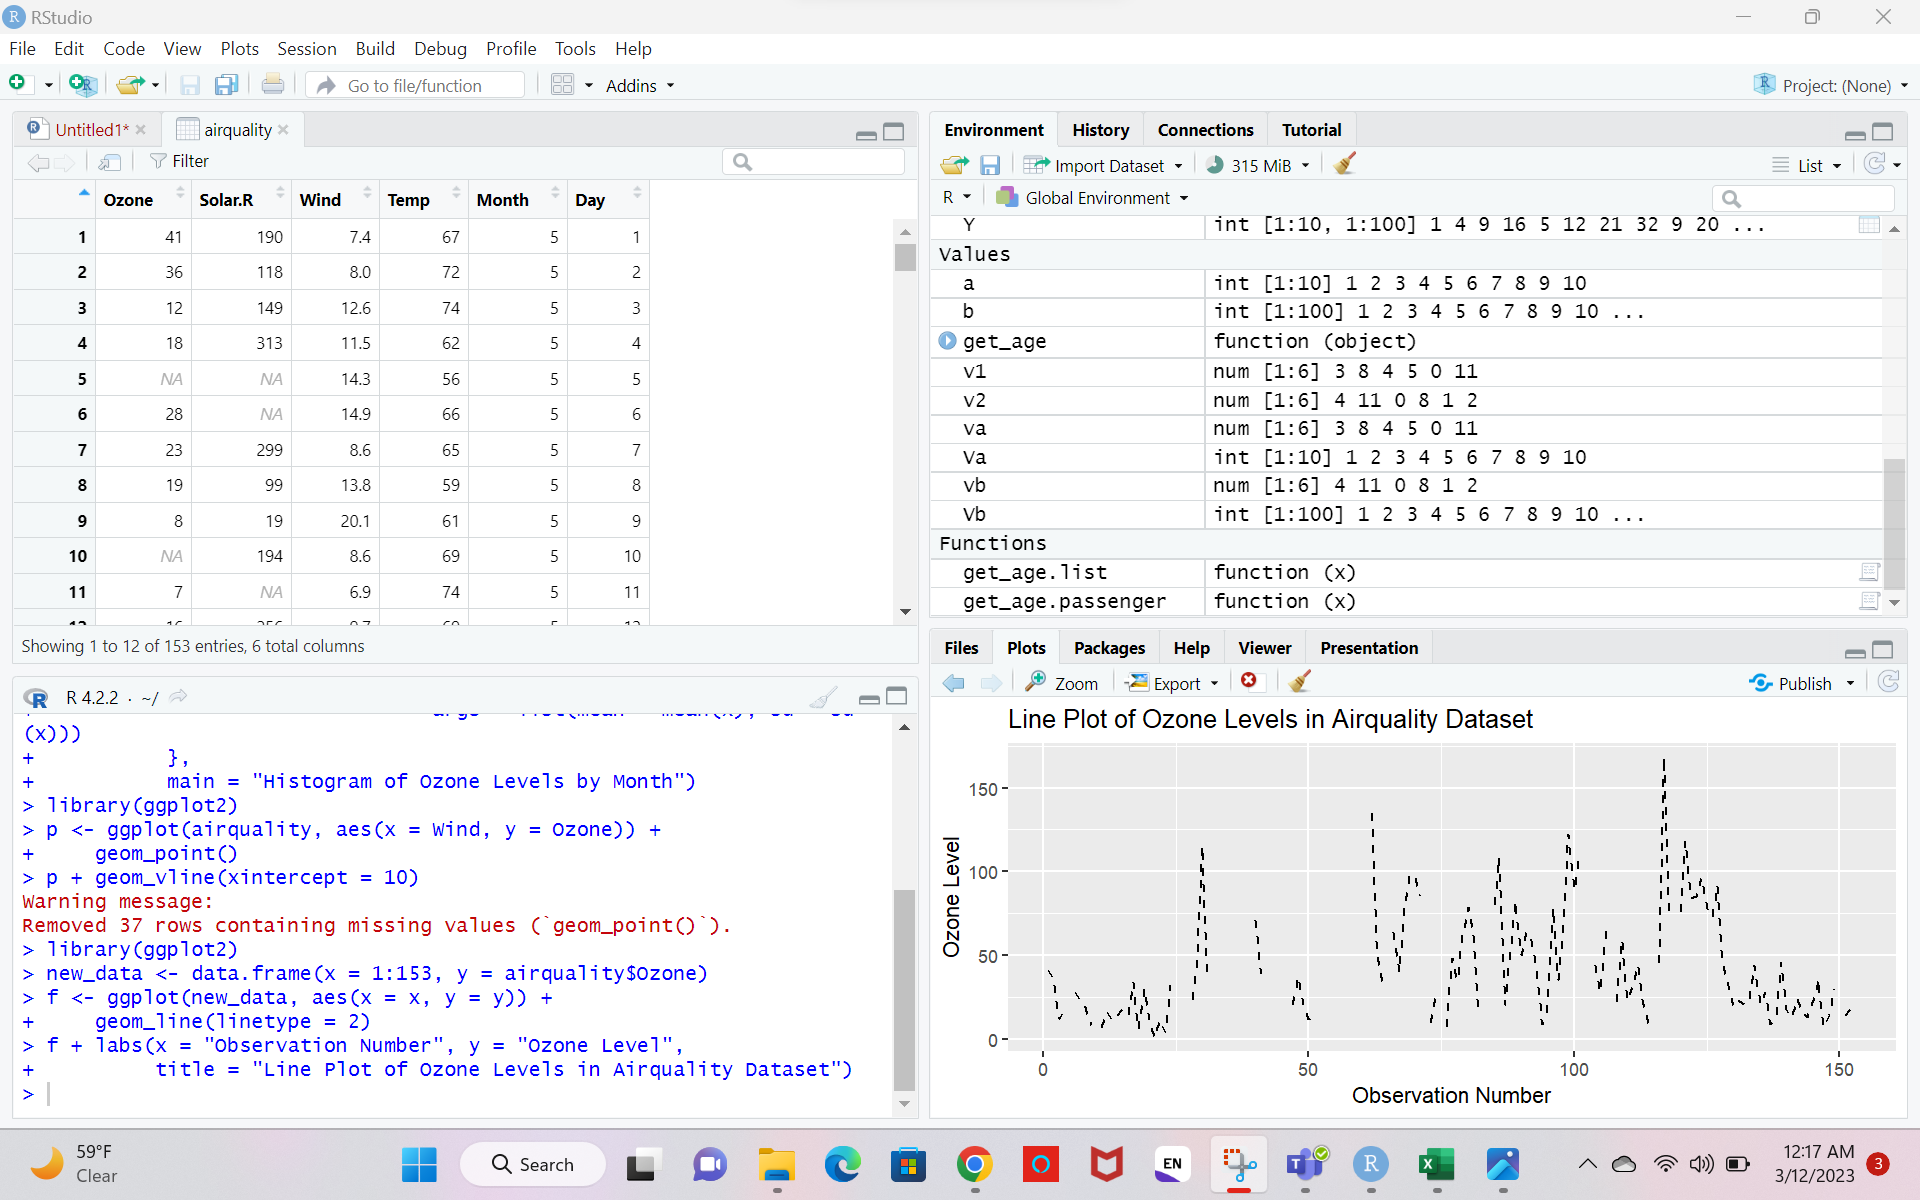 RStudio
File Edit Code View Plots Session Build Debug Profile Tools Help
Go to file/function Addins Project: (None)
Untitled1* airquality
Filter
Ozone Solar.R Wind Temp Month Day
1 41 190 7.4 67 5 1
2 36 118 8.0 72 5 2
3 12 149 12.6 74 5 3
4 18 313 11.5 62 5 4
5 NA NA 14.3 56 5 5
6 28 NA 14.9 66 5 6
7 23 299 8.6 65 5 7
8 19 99 13.8 59 5 8
9 8 19 20.1 61 5 9
10 NA 194 8.6 69 5 10
11 7 NA 6.9 74 5 11
Showing 1 to 12 of 153 entries, 6 total columns
R 4.2.2 · ~/
(x)))
+ },
+ main = "Histogram of Ozone Levels by Month")
> library(ggplot2)
> p <- ggplot(airquality, aes(x = Wind, y = Ozone)) +
+ geom_point()
> p + geom_vline(xintercept = 10)
Warning message:
Removed 37 rows containing missing values (`geom_point()`).
> library(ggplot2)
> new_data <- data.frame(x = 1:153, y = airquality$Ozone)
> f <- ggplot(new_data, aes(x = x, y = y)) +
+ geom_line(linetype = 2)
> f + labs(x = "Observation Number", y = "Ozone Level",
+ title = "Line Plot of Ozone Levels in Airquality Dataset")
>
Environment History Connections Tutorial
Import Dataset 315 MiB List
R Global Environment
Y int [1:10, 1:100] 1 4 9 16 5 12 21 32 9 20 ...
Values
a int [1:10] 1 2 3 4 5 6 7 8 9 10
b int [1:100] 1 2 3 4 5 6 7 8 9 10 ...
get_age function (object)
v1 num [1:6] 3 8 4 5 0 11
v2 num [1:6] 4 11 0 8 1 2
va num [1:6] 3 8 4 5 0 11
Va int [1:10] 1 2 3 4 5 6 7 8 9 10
vb num [1:6] 4 11 0 8 1 2
Vb int [1:100] 1 2 3 4 5 6 7 8 9 10 ...
Functions
get_age.list function (x)
get_age.passenger function (x)
Files Plots Packages Help Viewer Presentation
Zoom Export Publish
Line Plot of Ozone Levels in Airquality Dataset
Ozone Level
150
100
50
0
0 50 100 150
Observation Number
59°F
Clear
Search
EN
12:17 AM
3/12/2023
3